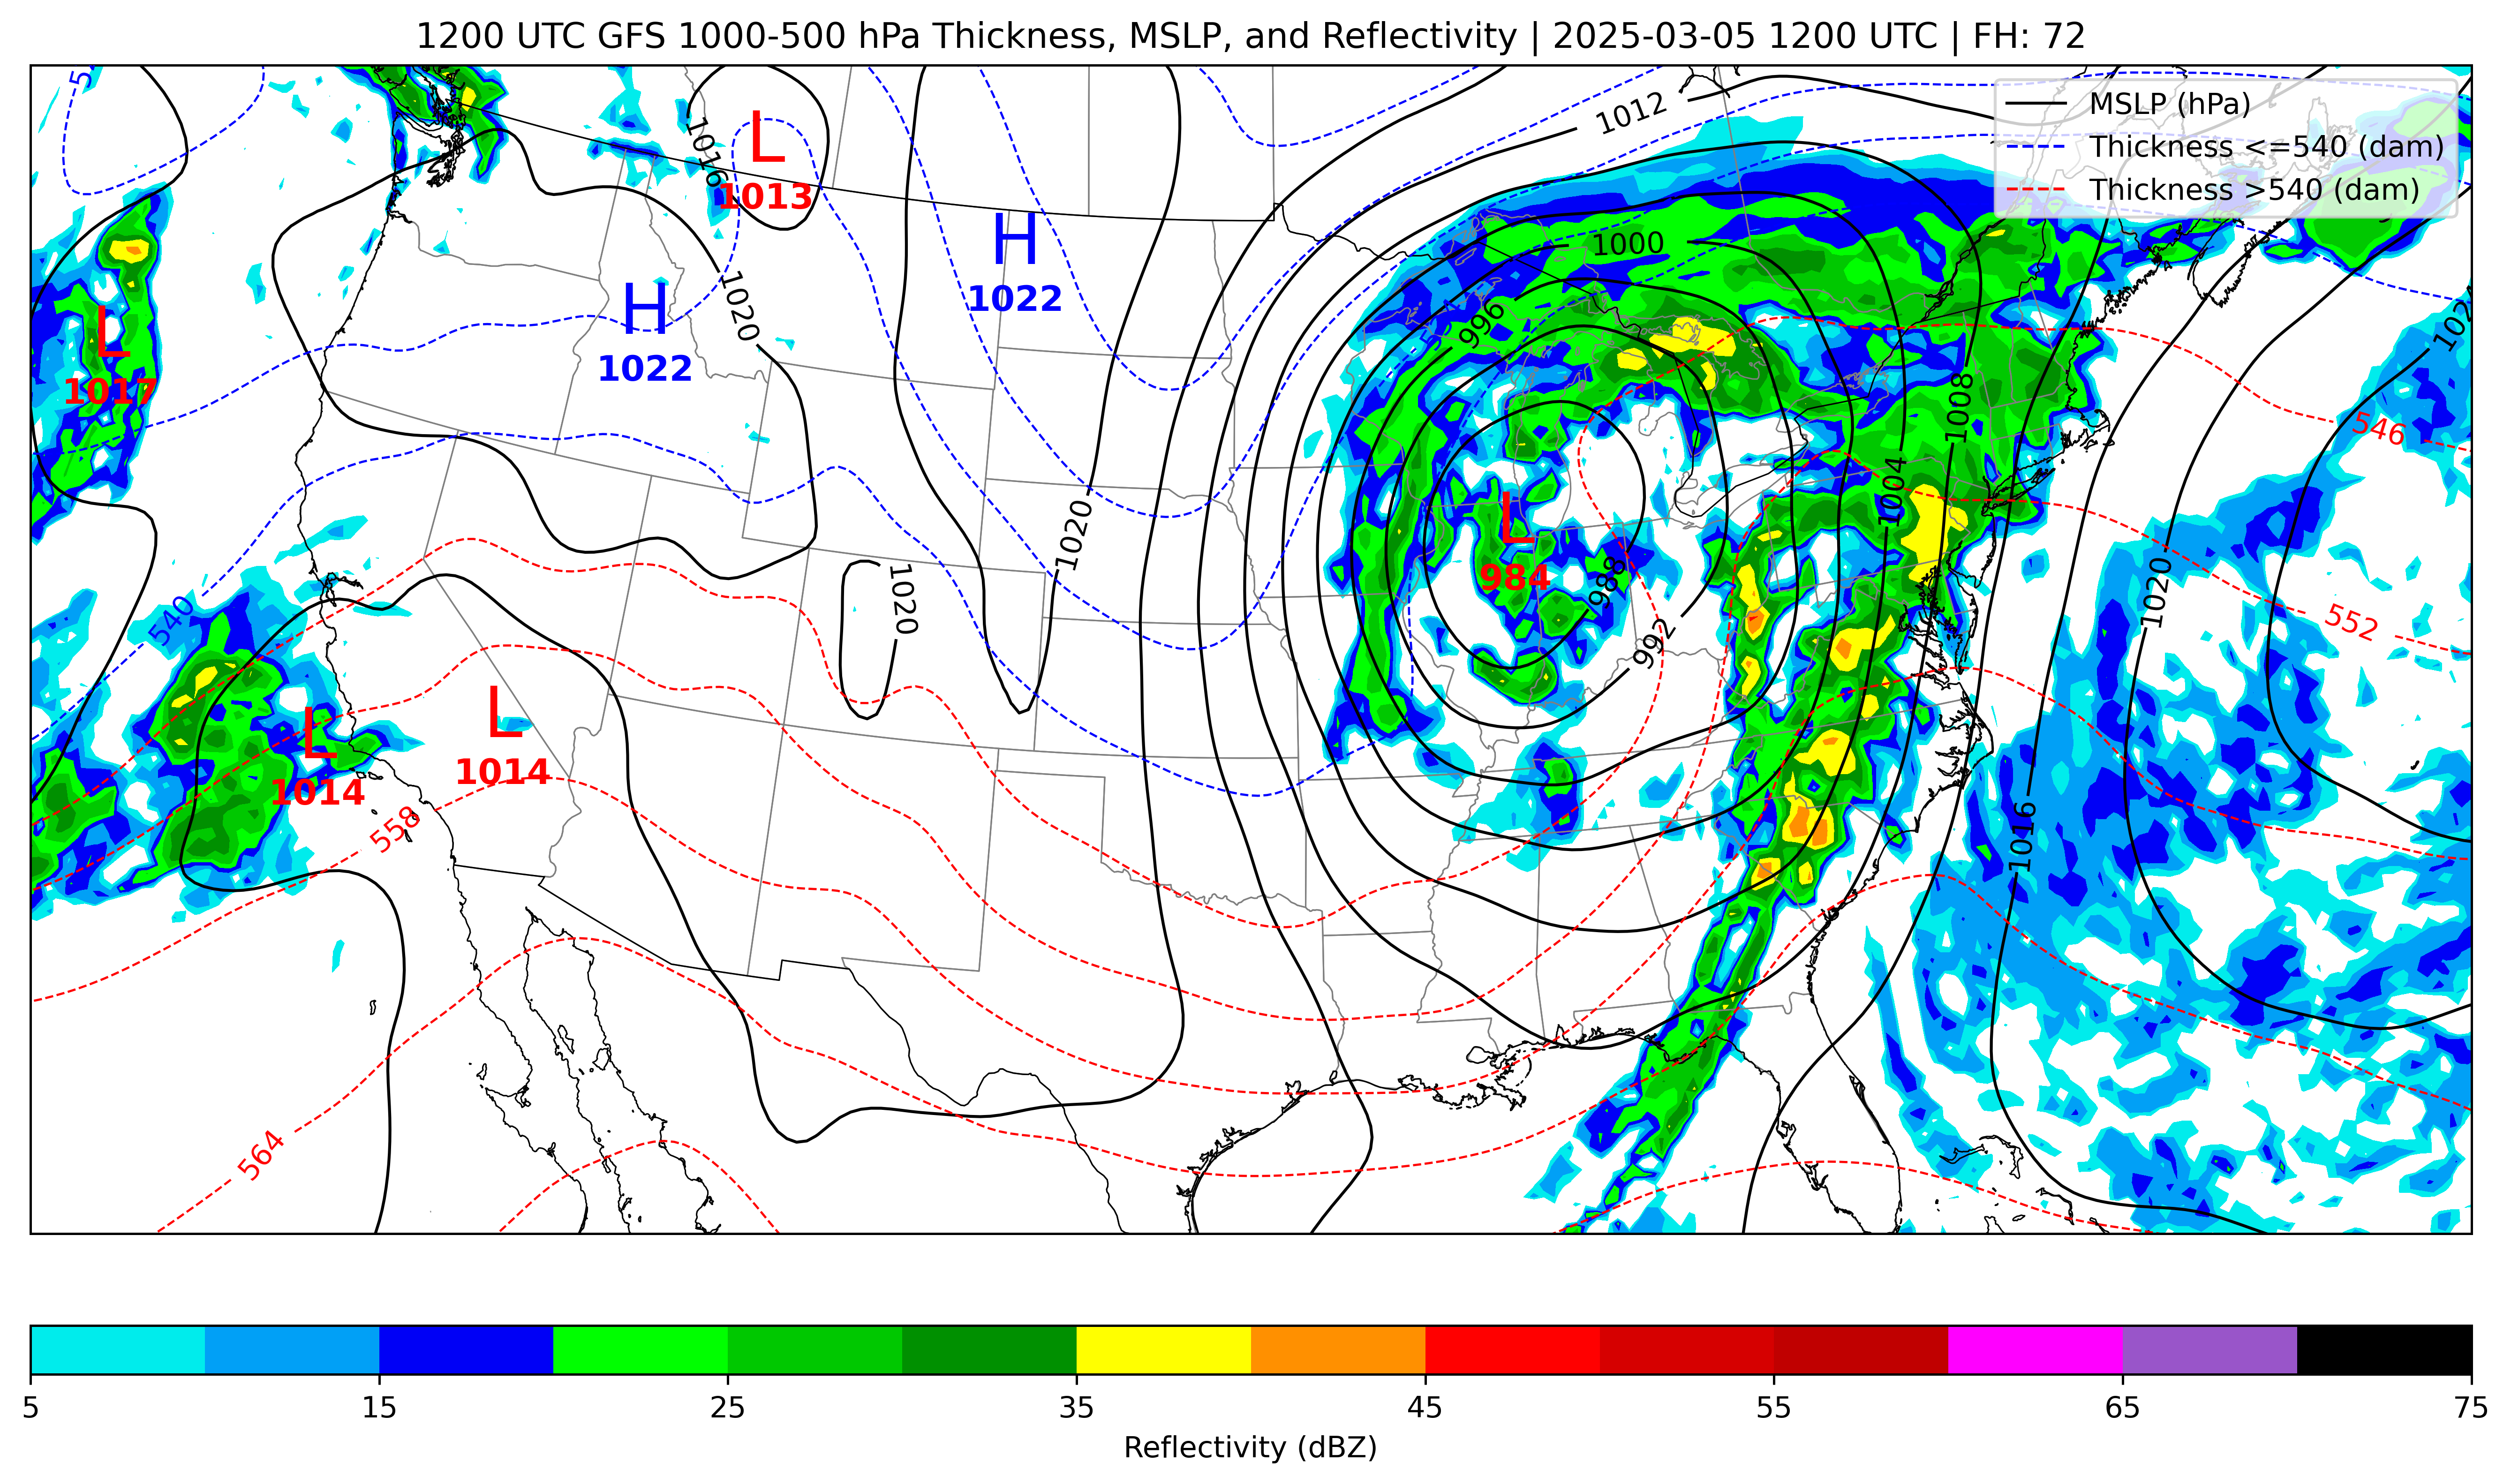 1200 UTC GFS 1000-500 hPa Thickness, MSLP, and Reflectivity | 2025-03-05 1200 UTC | FH: 72
MSLP (hPa)
Thickness <=540 (dam)
Thickness >540 (dam)
1012
1016
L
1013
H
1022
1000
H
1022
1020
L
1017
996
1008
546
1004
L
984
988
1020
1020
1020
540
552
992
L
1014
L
1014
558
1016
564
5
15
25
35
45
55
65
75
Reflectivity (dBZ)